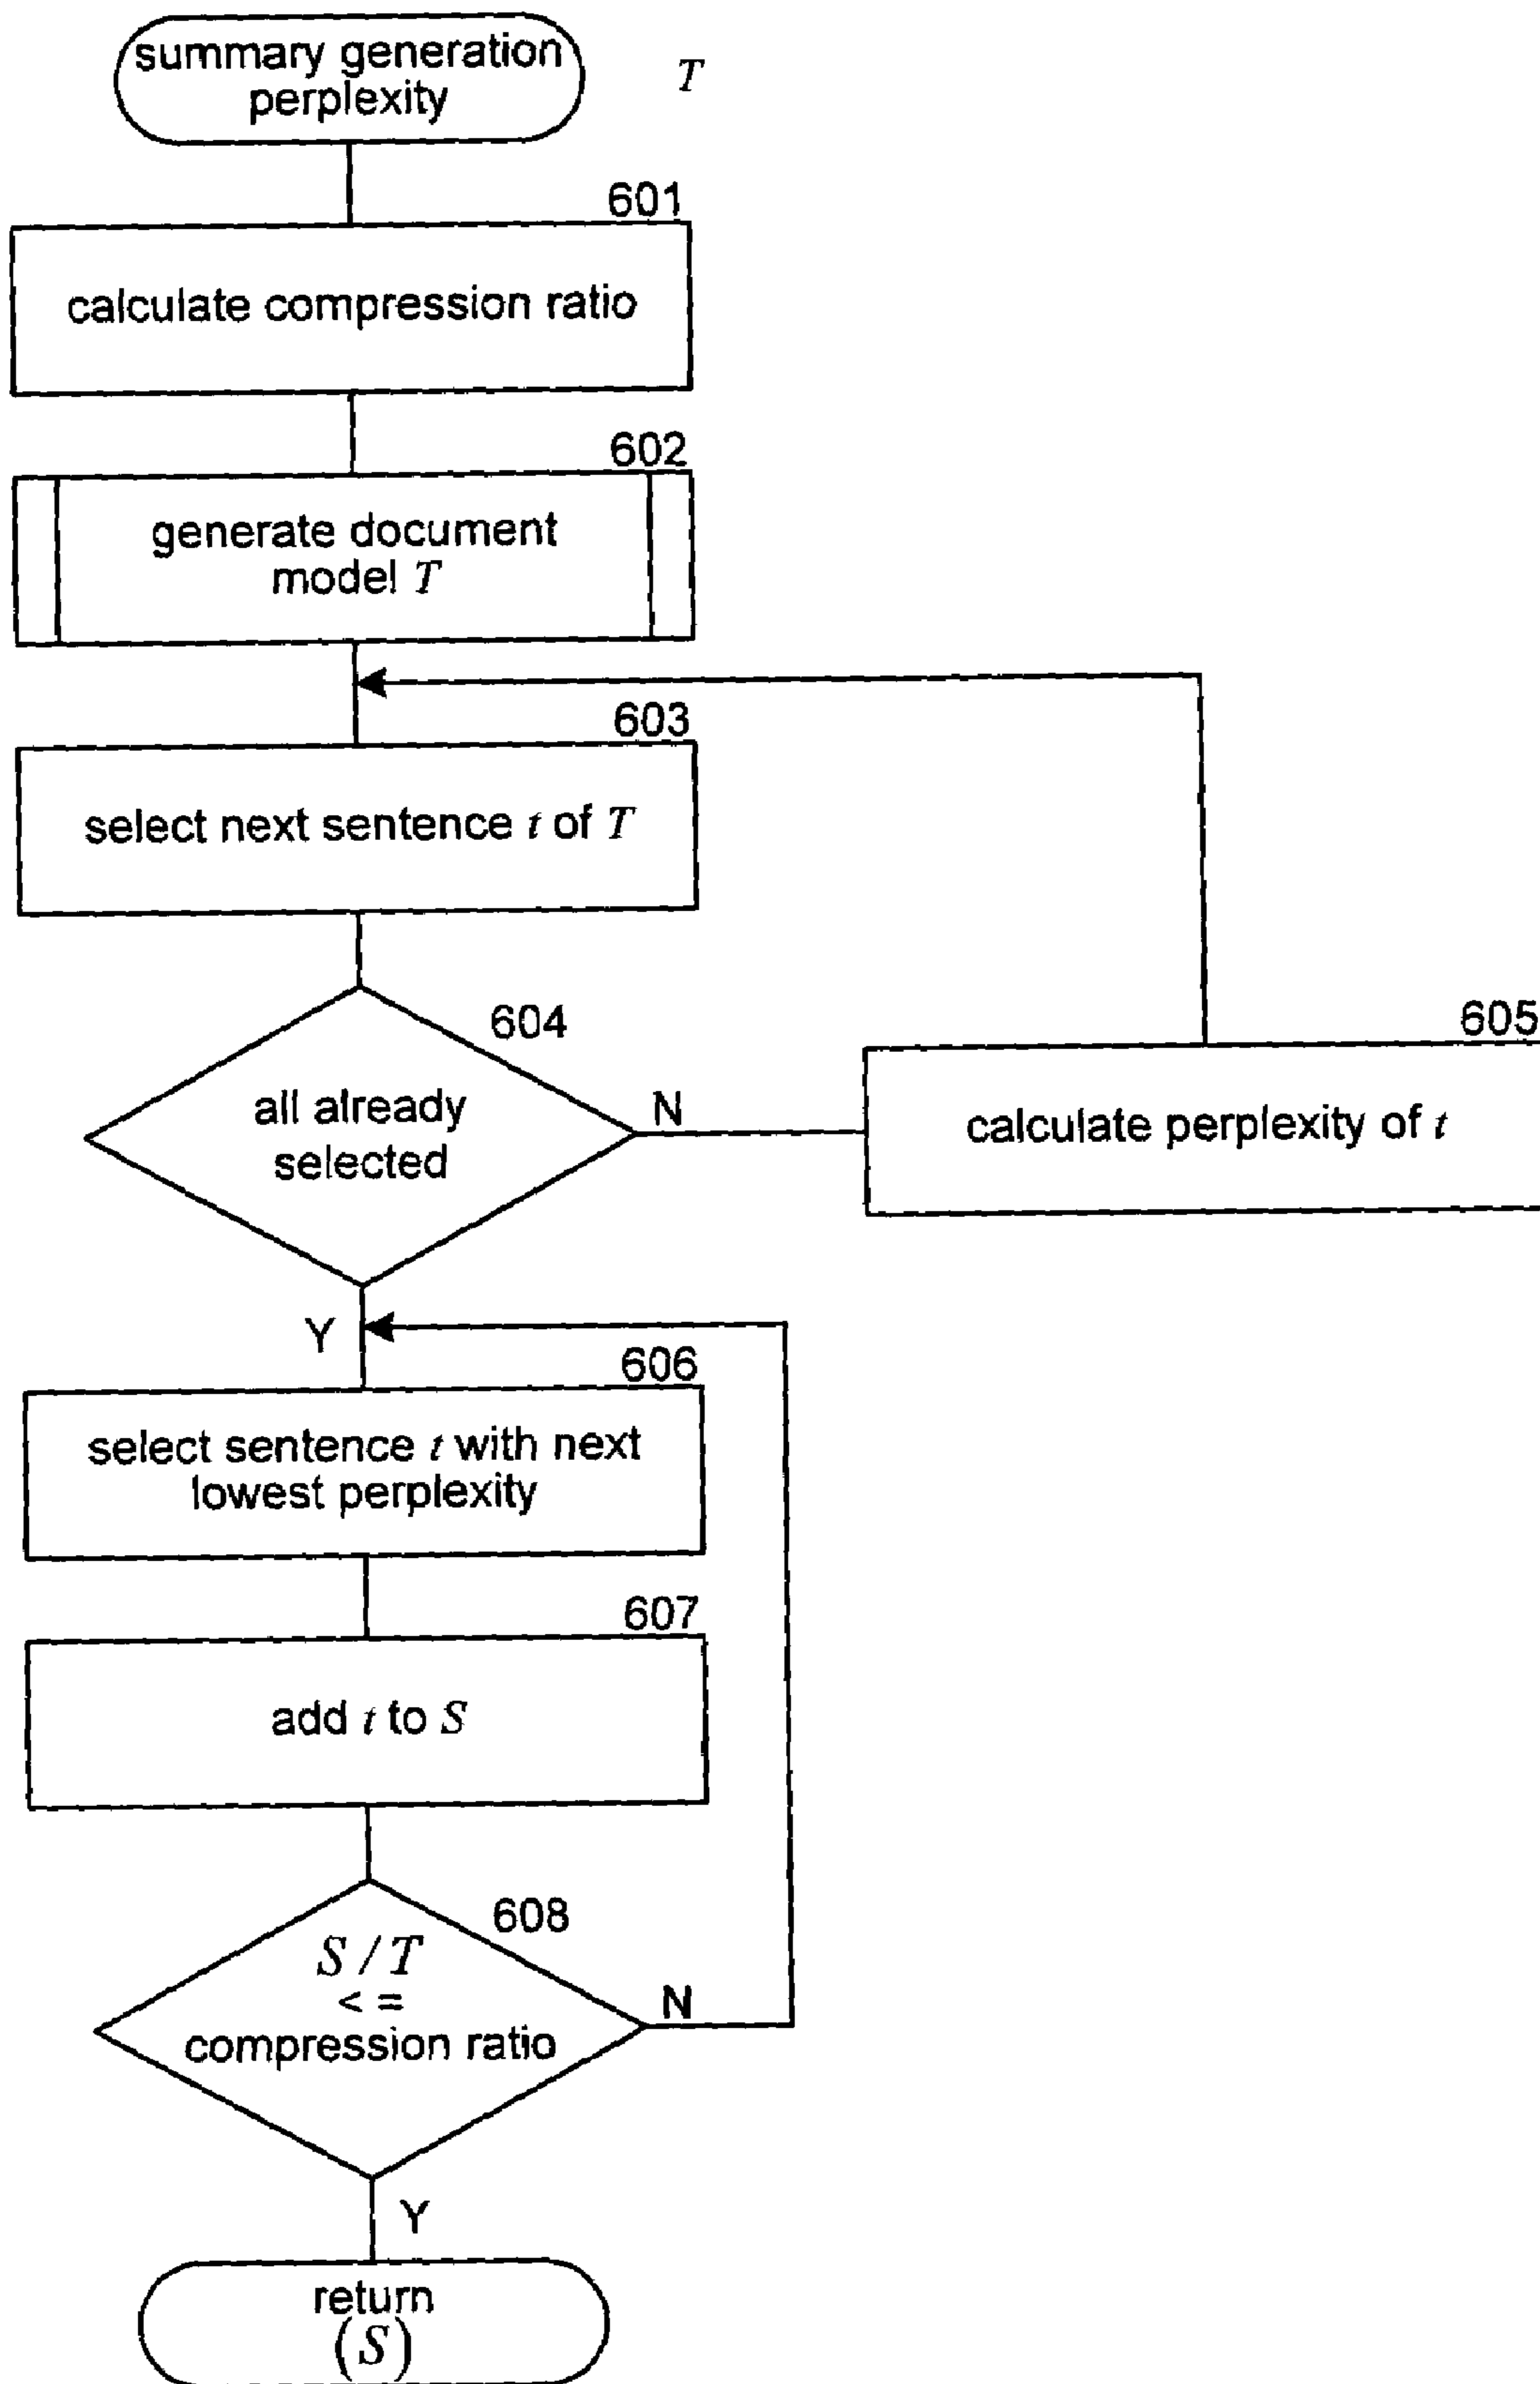 summary generation
perplexity
T
601
calculate compression ratio
602
generate document
model T
603
select next sentence t of T
604
all already
selected
N
605
calculate perplexity of t
Y
606
select sentence t with next
lowest perplexity
607
add t to S
608
S / T
< =
compression ratio
N
Y
return
(S)